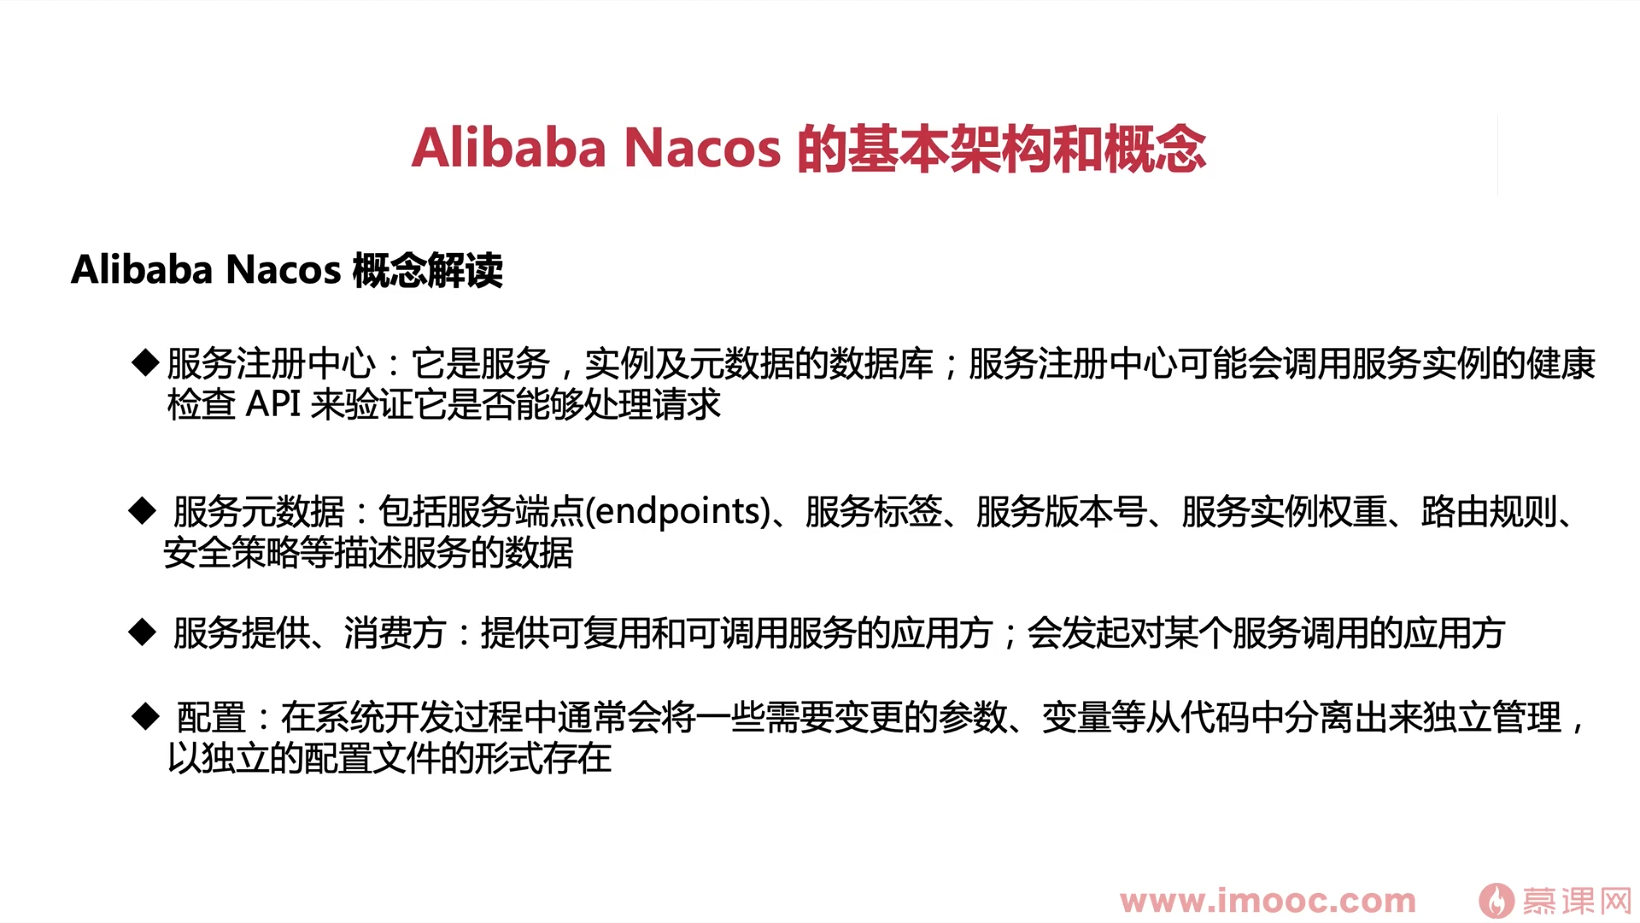 Alibaba Nacos 的基本架构和概念
Alibaba Nacos 概念解读
◆服务注册中心：它是服务，实例及元数据的数据库；服务注册中心可能会调用服务实例的健康
检查 API 来验证它是否能够处理请求
◆ 服务元数据：包括服务端点(endpoints)、服务标签、服务版本号、服务实例权重、路由规则、
安全策略等描述服务的数据
◆ 服务提供、消费方：提供可复用和可调用服务的应用方；会发起对某个服务调用的应用方
◆ 配置：在系统开发过程中通常会将一些需要变更的参数、变量等从代码中分离出来独立管理，
以独立的配置文件的形式存在
www.imooc.com 慕课网